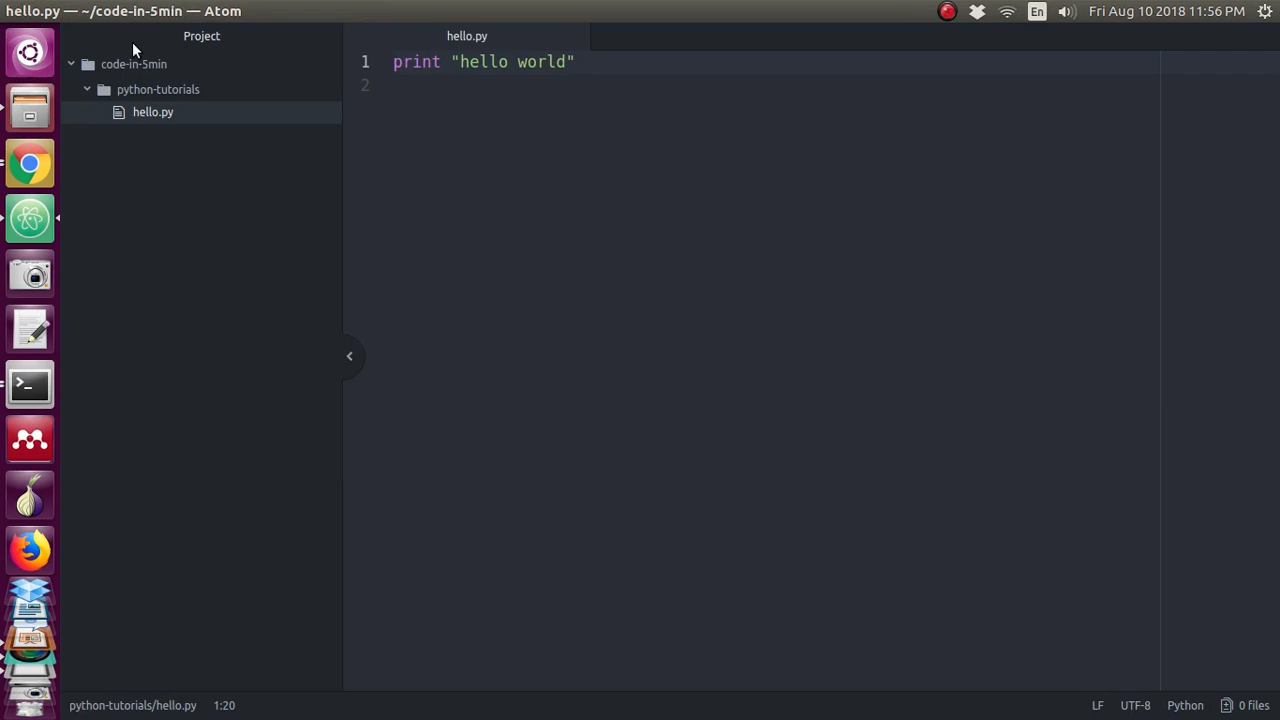 hello.py — ~/code-in-5min — Atom
En
Fri Aug 10 2018 11:56 PM
Project
code-in-5min
python-tutorials
hello.py
hello.py
1 print "hello world"
2
python-tutorials/hello.py 1:20
LF UTF-8 Python 0 files